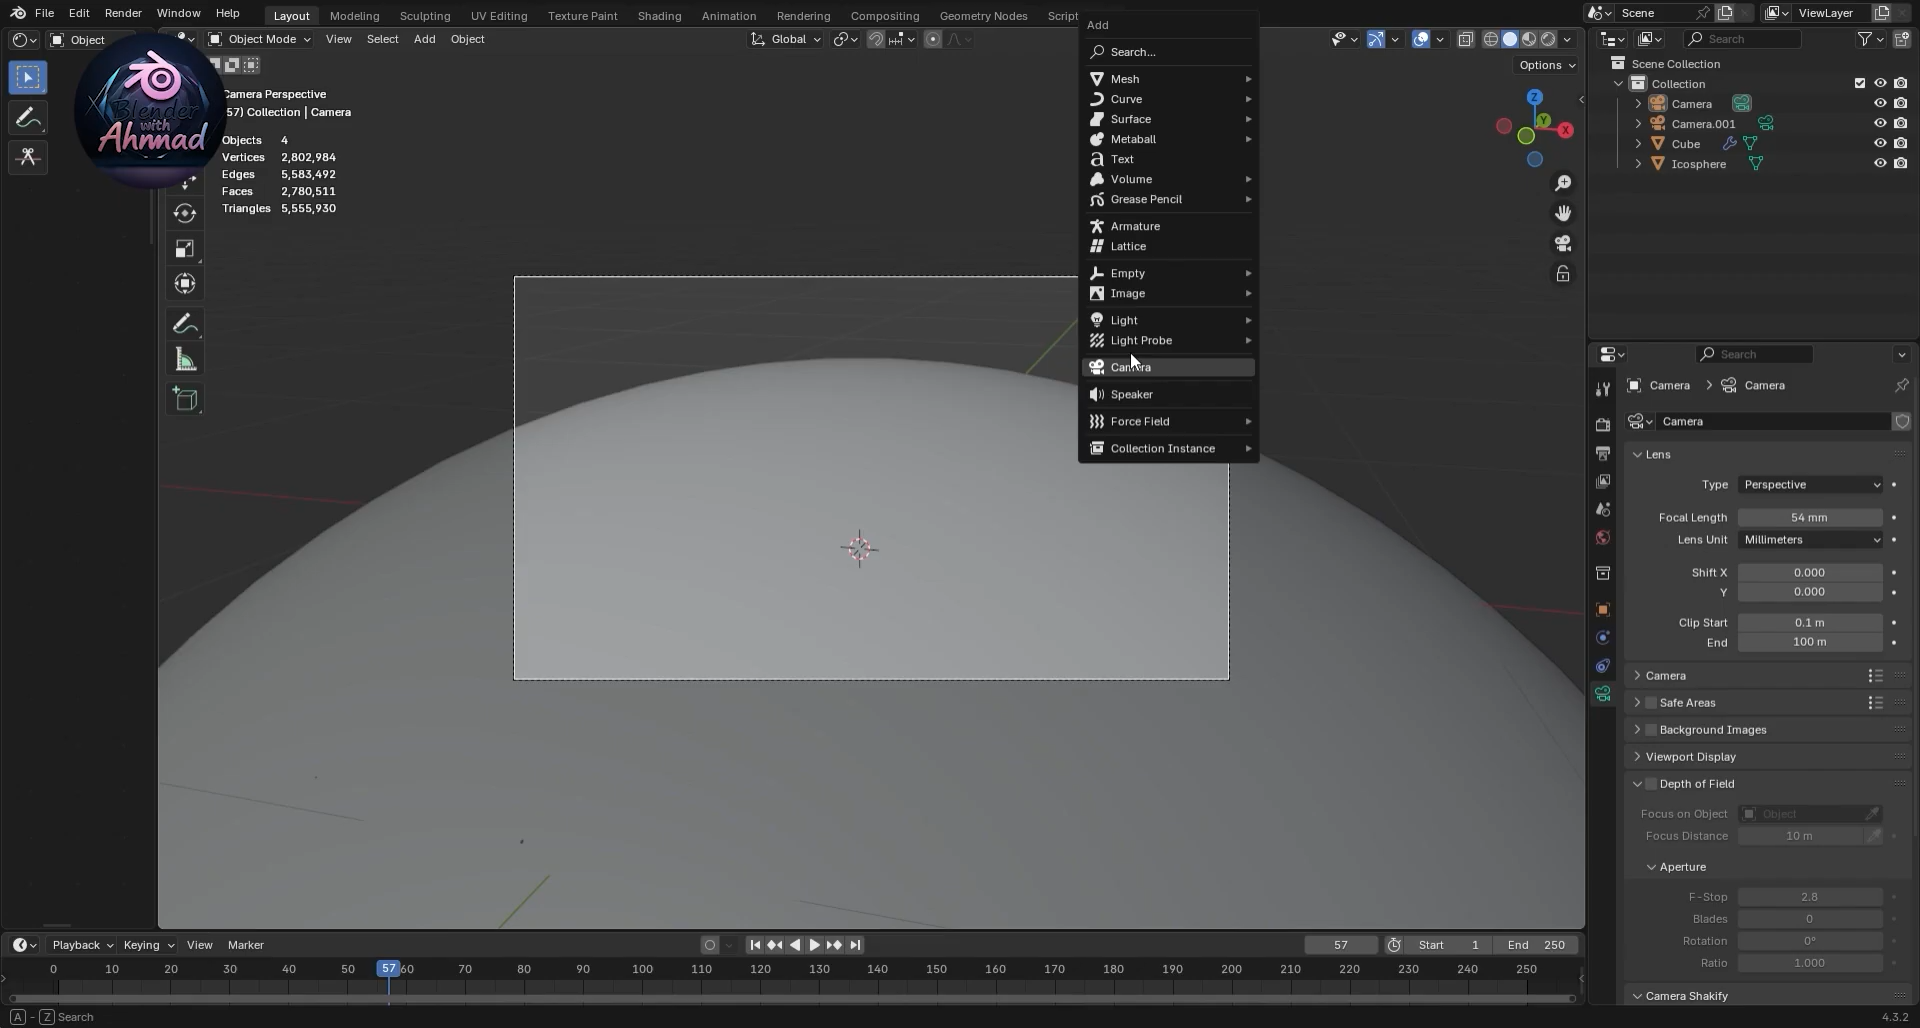 File Edit Render Window Help
Layout Modeling Sculpting UV Editing Texture Paint Shading Animation Rendering Compositing Geometry Nodes Script
Scene
ViewLayer
Object
Object Mode View Select Add Object
Global
Options
Search
Blender
with
Ahmad
Camera Perspective
57) Collection | Camera
Objects 4
Vertices 2,802,984
Edges 5,583,492
Faces 2,780,511
Triangles 5,555,930
Add
Search...
Mesh
Curve
Surface
Metaball
Text
Volume
Grease Pencil
Armature
Lattice
Empty
Image
Light
Light Probe
Camera
Speaker
Force Field
Collection Instance
Z
Y
X
Scene Collection
Collection
Camera
Camera.001
Cube
Icosphere
Search
Camera > Camera
Camera
Lens
Type Perspective
Focal Length 54 mm
Lens Unit Millimeters
Shift X 0.000
Y 0.000
Clip Start 0.1 m
End 100 m
Camera
Safe Areas
Background Images
Viewport Display
Depth of Field
Focus on Object Object
Focus Distance 10 m
Aperture
F-Stop 2.8
Blades 0
Rotation 0°
Ratio 1.000
Camera Shakify
Playback Keying View Marker
57 Start 1 End 250
0 10 20 30 40 50 57 60 70 80 90 100 110 120 130 140 150 160 170 180 190 200 210 220 230 240 250
A - Z Search
4.3.2